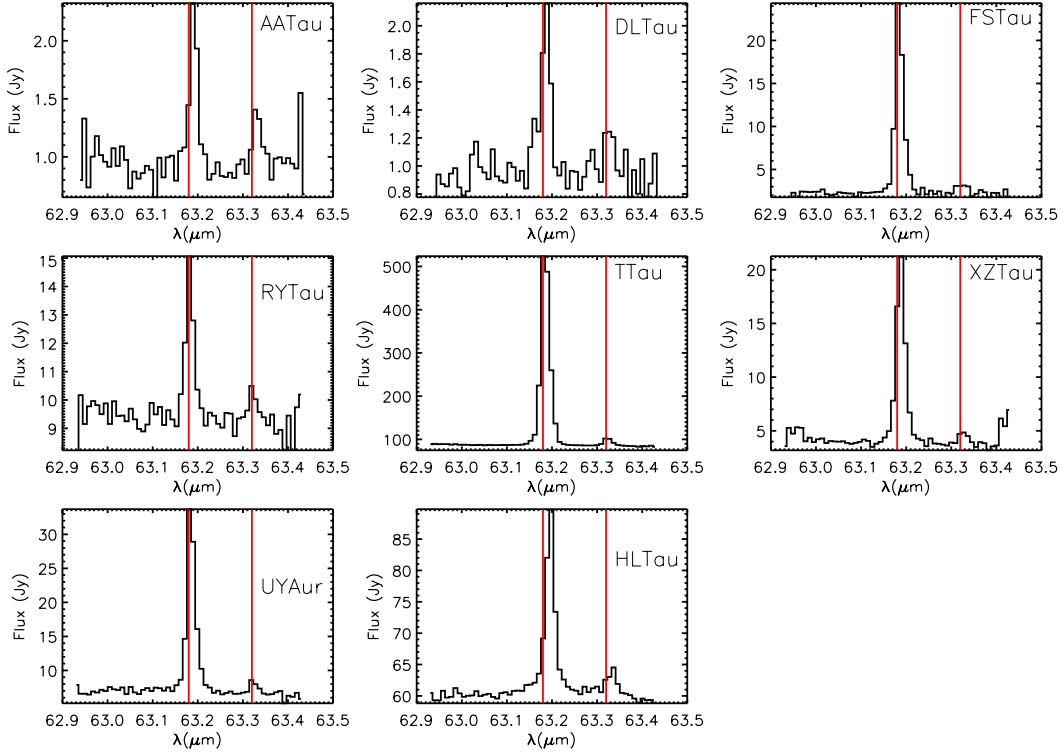 AATau
Flux (Jy)
2.0
1.5
1.0
62.9 63.0 63.1 63.2 63.3 63.4 63.5
λ(μm)
DLTau
Flux (Jy)
2.0
1.8
1.6
1.4
1.2
1.0
0.8
62.9 63.0 63.1 63.2 63.3 63.4 63.5
λ(μm)
FSTau
Flux (Jy)
20
15
10
5
62.9 63.0 63.1 63.2 63.3 63.4 63.5
λ(μm)
RYTau
Flux (Jy)
15
14
13
12
11
10
9
62.9 63.0 63.1 63.2 63.3 63.4 63.5
λ(μm)
TTau
Flux (Jy)
500
400
300
200
100
62.9 63.0 63.1 63.2 63.3 63.4 63.5
λ(μm)
XZTau
Flux (Jy)
20
15
10
5
62.9 63.0 63.1 63.2 63.3 63.4 63.5
λ(μm)
UYAur
Flux (Jy)
30
25
20
15
10
62.9 63.0 63.1 63.2 63.3 63.4 63.5
λ(μm)
HLTau
Flux (Jy)
85
80
75
70
65
60
62.9 63.0 63.1 63.2 63.3 63.4 63.5
λ(μm)